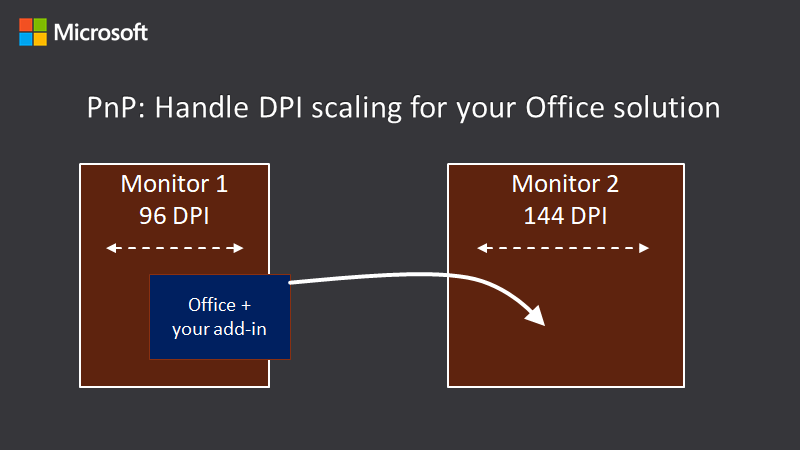 Microsoft
PnP: Handle DPI scaling for your Office solution
Monitor 1
96 DPI
Monitor 2
144 DPI
Office +
your add-in